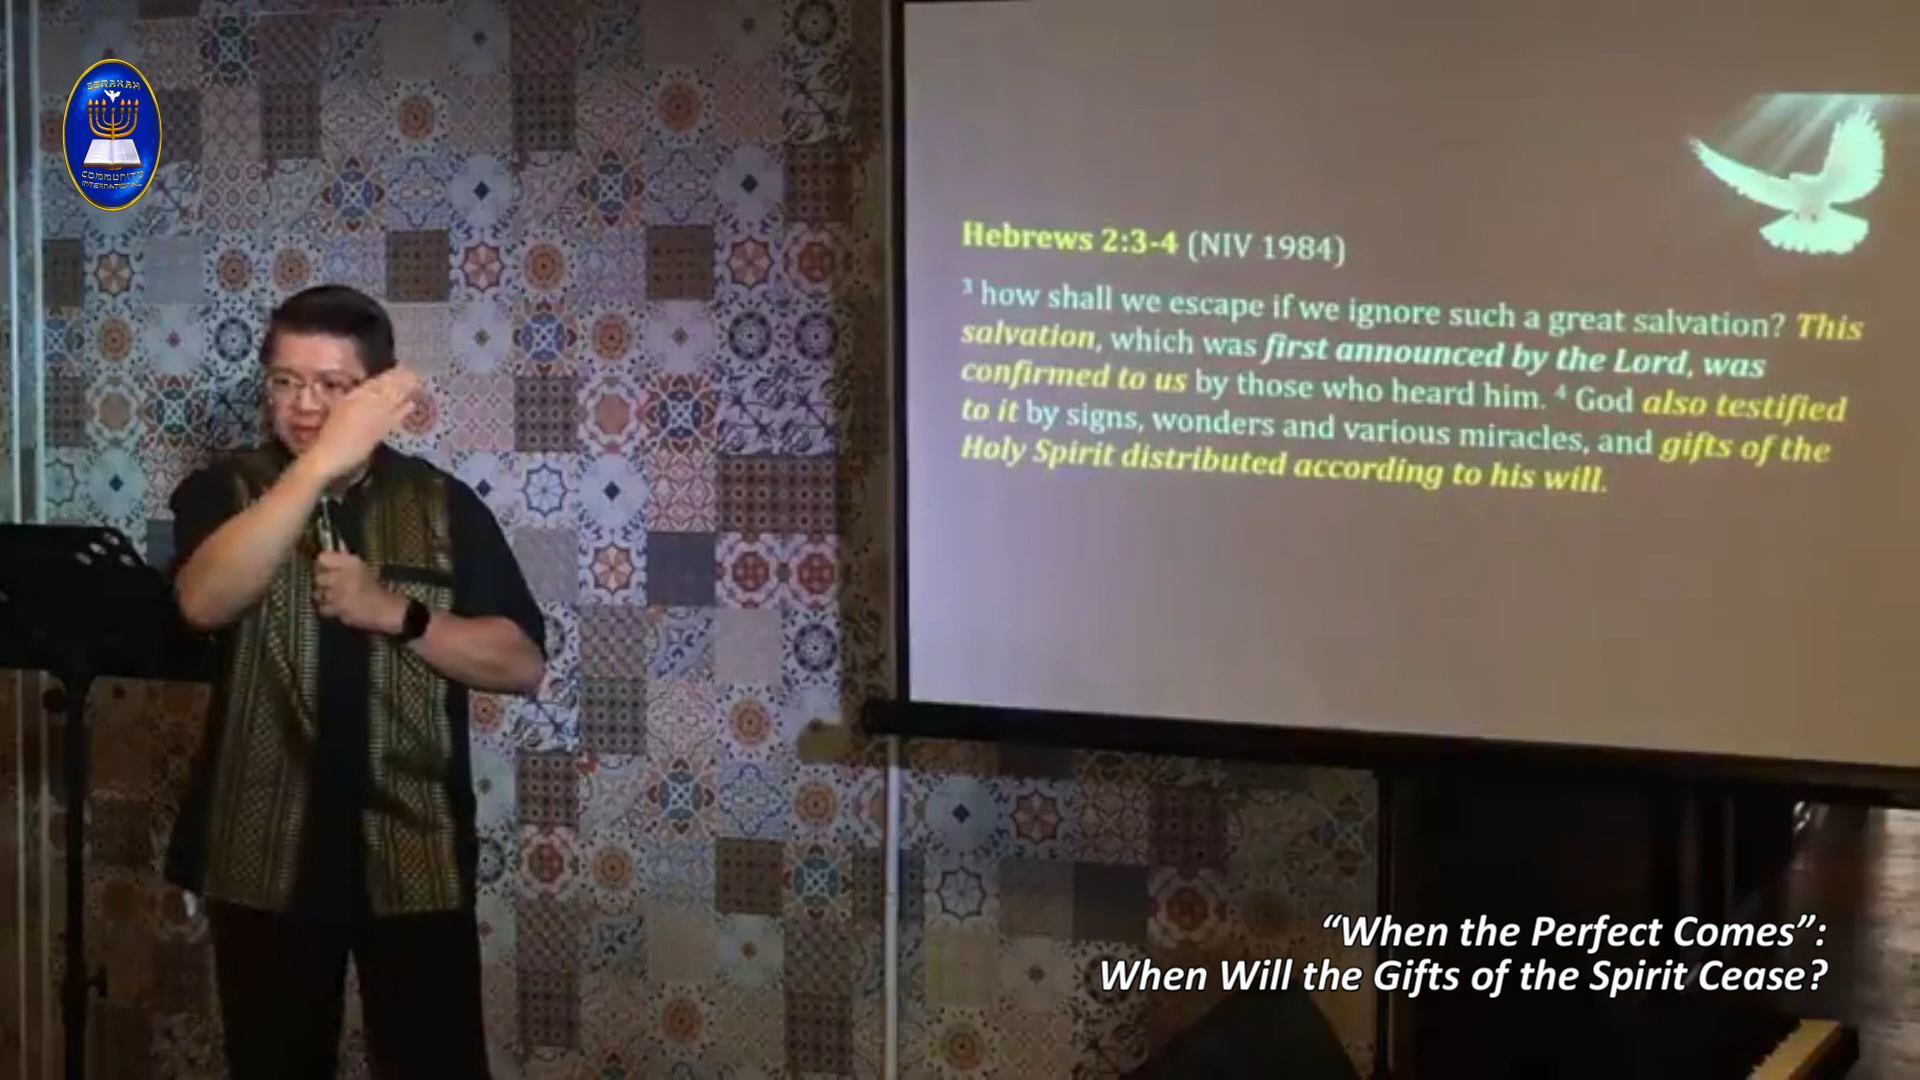 DERAKAH
COMMUNITY
INTERNATIONAL
Hebrews 2:3-4 (NIV 1984)
³ how shall we escape if we ignore such a great salvation? This
salvation, which was first announced by the Lord, was
confirmed to us by those who heard him. ⁴ God also testified
to it by signs, wonders and various miracles, and gifts of the
Holy Spirit distributed according to his will.
“When the Perfect Comes”:
When Will the Gifts of the Spirit Cease?